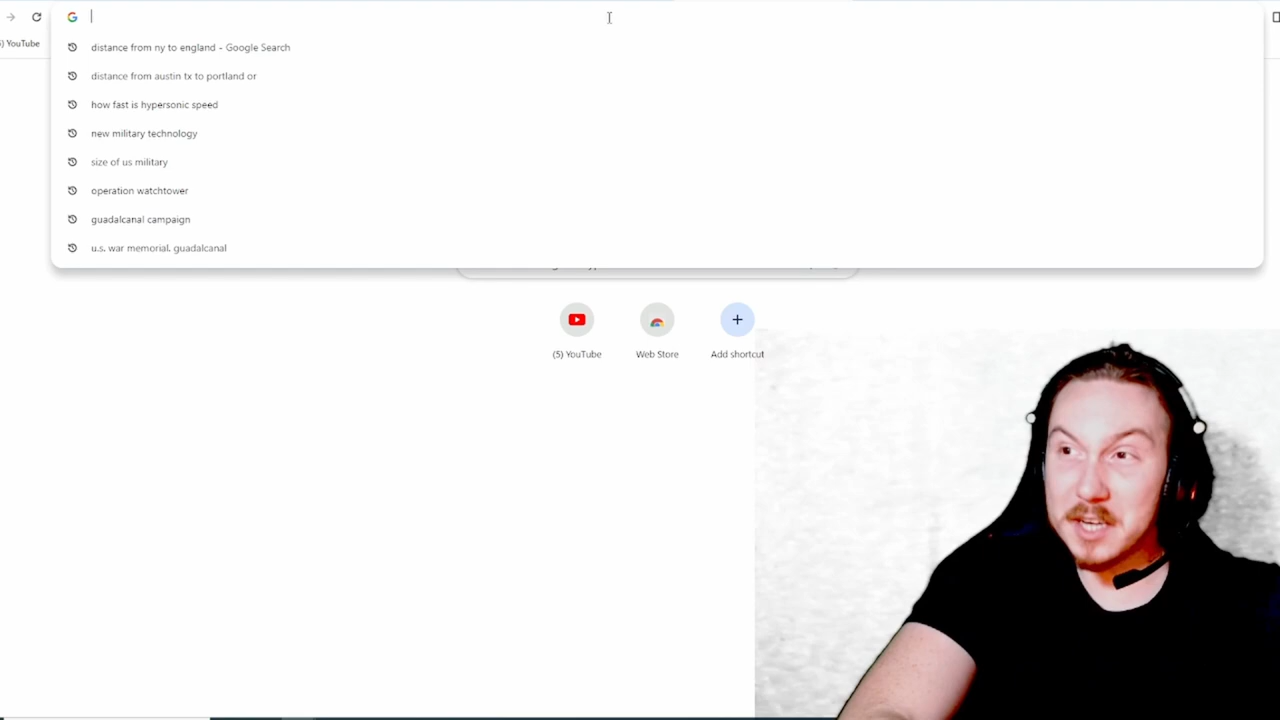 5) YouTube
distance from ny to england - Google Search
distance from austin tx to portland or
how fast is hypersonic speed
new military technology
size of us military
operation watchtower
guadalcanal campaign
u.s. war memorial. guadalcanal
(5) YouTube
Web Store
Add shortcut